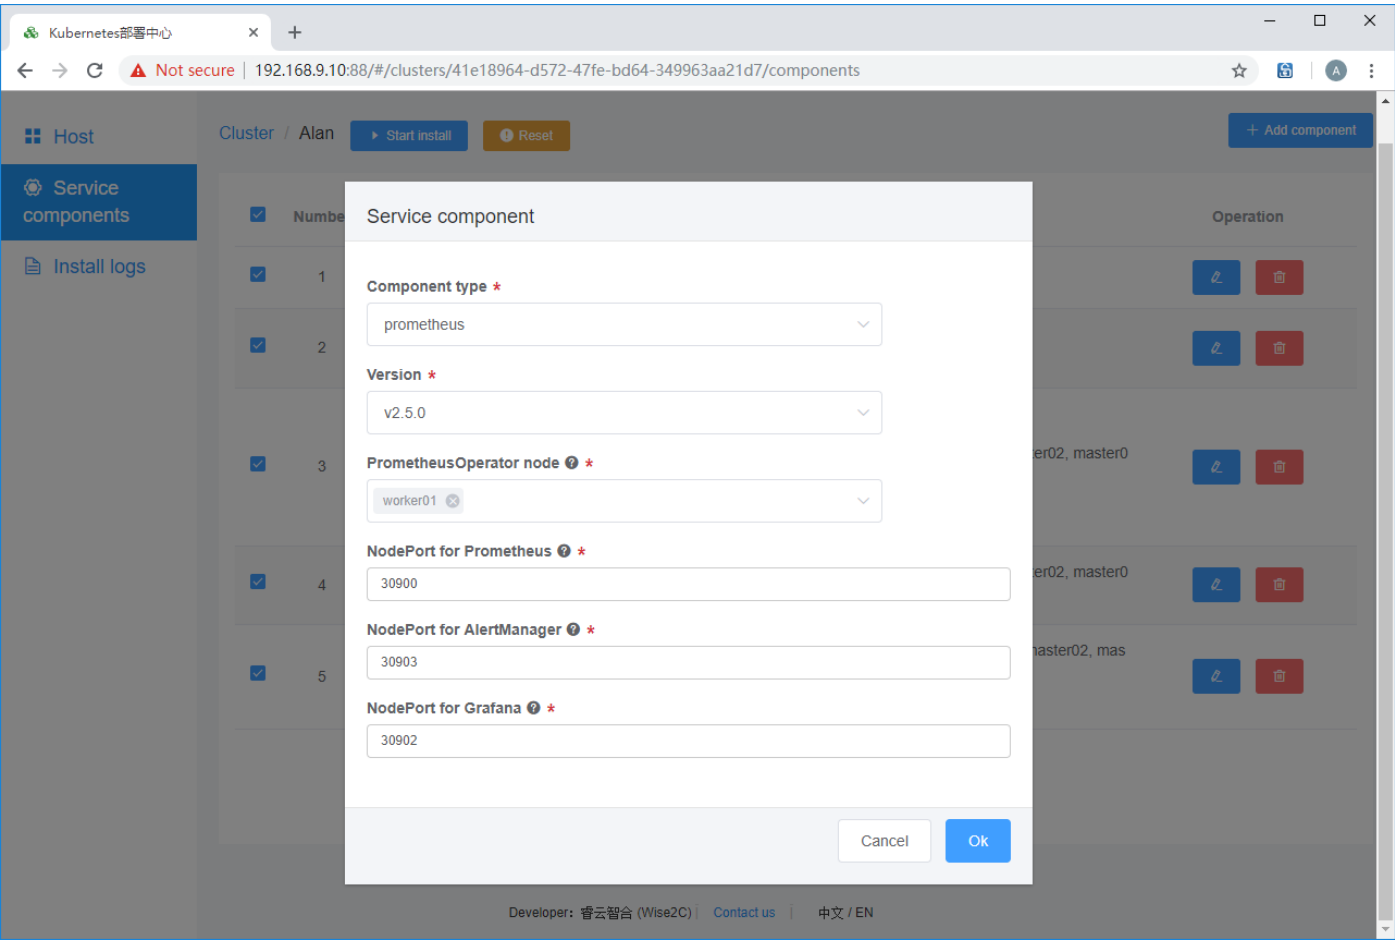 Kubernetes部署中心
Not secure | 192.168.9.10:88/#/clusters/41e18964-d572-47fe-bd64-349963aa21d7/components
A
Host
Service components
Install logs
Cluster / Alan
Start install
Reset
+ Add component
Numbe
Operation
1
2
3
er02, master0
4
er02, master0
5
naster02, mas
Service component
Component type *
prometheus
Version *
v2.5.0
PrometheusOperator node *
worker01
NodePort for Prometheus *
30900
NodePort for AlertManager *
30903
NodePort for Grafana *
30902
Cancel
Ok
Developer: 睿云智合 (Wise2C) | Contact us | 中文 / EN